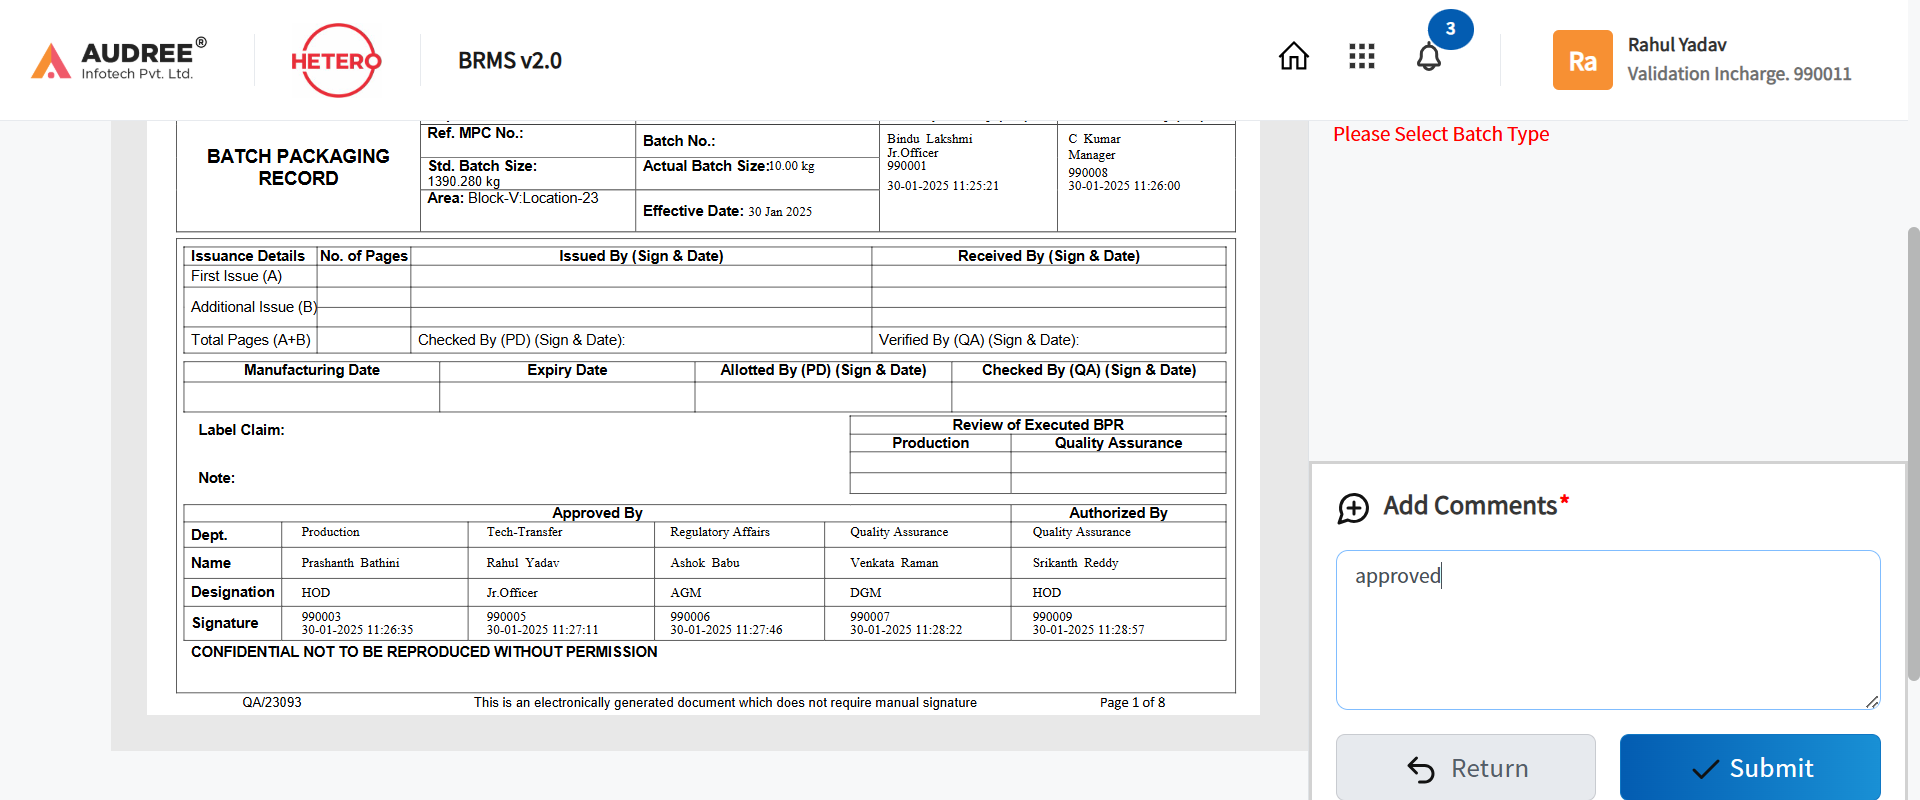 AUDREE®
Infotech Pvt. Ltd.
HETERO
BRMS v2.0
3
Ra
Rahul Yadav
Validation Incharge. 990011
BATCH PACKAGING
RECORD
Ref. MPC No.:
Std. Batch Size:
1390.280 kg
Area: Block-V:Location-23
Batch No.:
Actual Batch Size:10.00 kg
Effective Date: 30 Jan 2025
Bindu Lakshmi
Jr.Officer
990001
30-01-2025 11:25:21
C Kumar
Manager
990008
30-01-2025 11:26:00
Issuance Details No. of Pages Issued By (Sign & Date) Received By (Sign & Date)
First Issue (A)
Additional Issue (B)
Total Pages (A+B) Checked By (PD) (Sign & Date): Verified By (QA) (Sign & Date):
Manufacturing Date Expiry Date Allotted By (PD) (Sign & Date) Checked By (QA) (Sign & Date)
Label Claim:
Note:
Review of Executed BPR
Production Quality Assurance
Approved By Authorized By
Dept. Production Tech-Transfer Regulatory Affairs Quality Assurance Quality Assurance
Name Prashanth Bathini Rahul Yadav Ashok Babu Venkata Raman Srikanth Reddy
Designation HOD Jr.Officer AGM DGM HOD
Signature 990003 990005 990006 990007 990009
30-01-2025 11:26:35 30-01-2025 11:27:11 30-01-2025 11:27:46 30-01-2025 11:28:22 30-01-2025 11:28:57
CONFIDENTIAL NOT TO BE REPRODUCED WITHOUT PERMISSION
QA/23093 This is an electronically generated document which does not require manual signature Page 1 of 8
Please Select Batch Type
Add Comments*
approved
Return
Submit